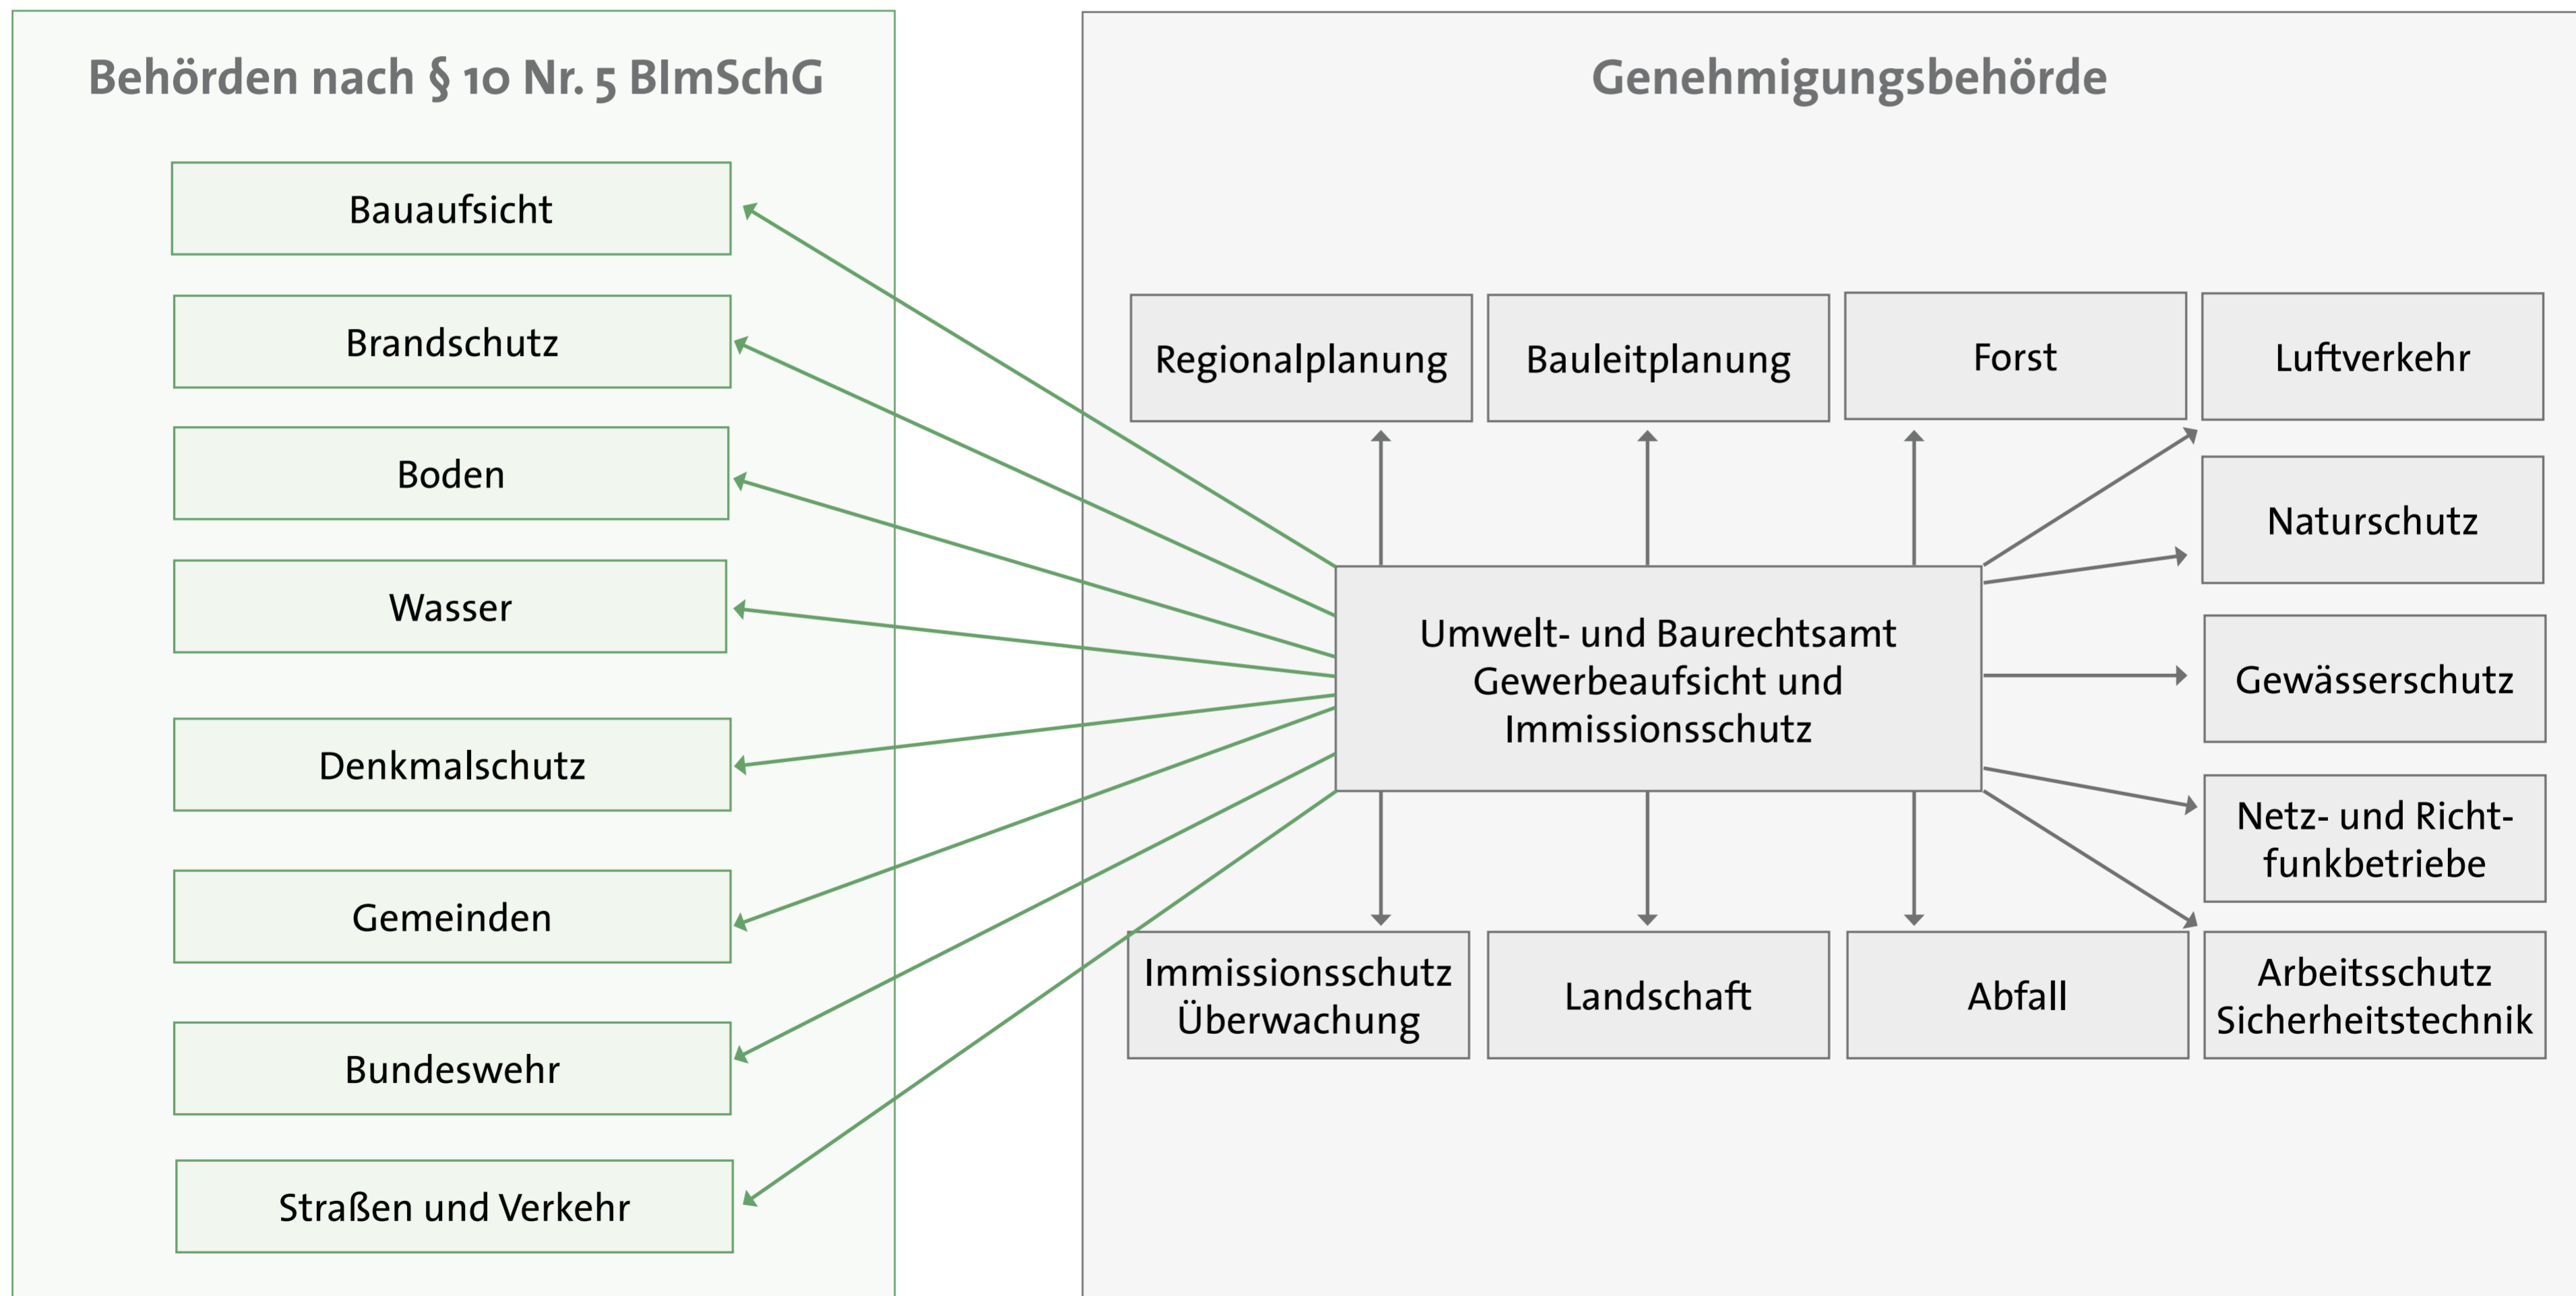 Behörden nach § 10 Nr. 5 BImSchG
Bauaufsicht
Brandschutz
Boden
Wasser
Denkmalschutz
Gemeinden
Bundeswehr
Straßen und Verkehr
Genehmigungsbehörde
Regionalplanung
Bauleitplanung
Forst
Luftverkehr
Naturschutz
Umwelt- und Baurechtsamt
Gewerbeaufsicht und
Immissionsschutz
Gewässerschutz
Netz- und Richt-
funkbetriebe
Immissionsschutz
Überwachung
Landschaft
Abfall
Arbeitsschutz
Sicherheitstechnik